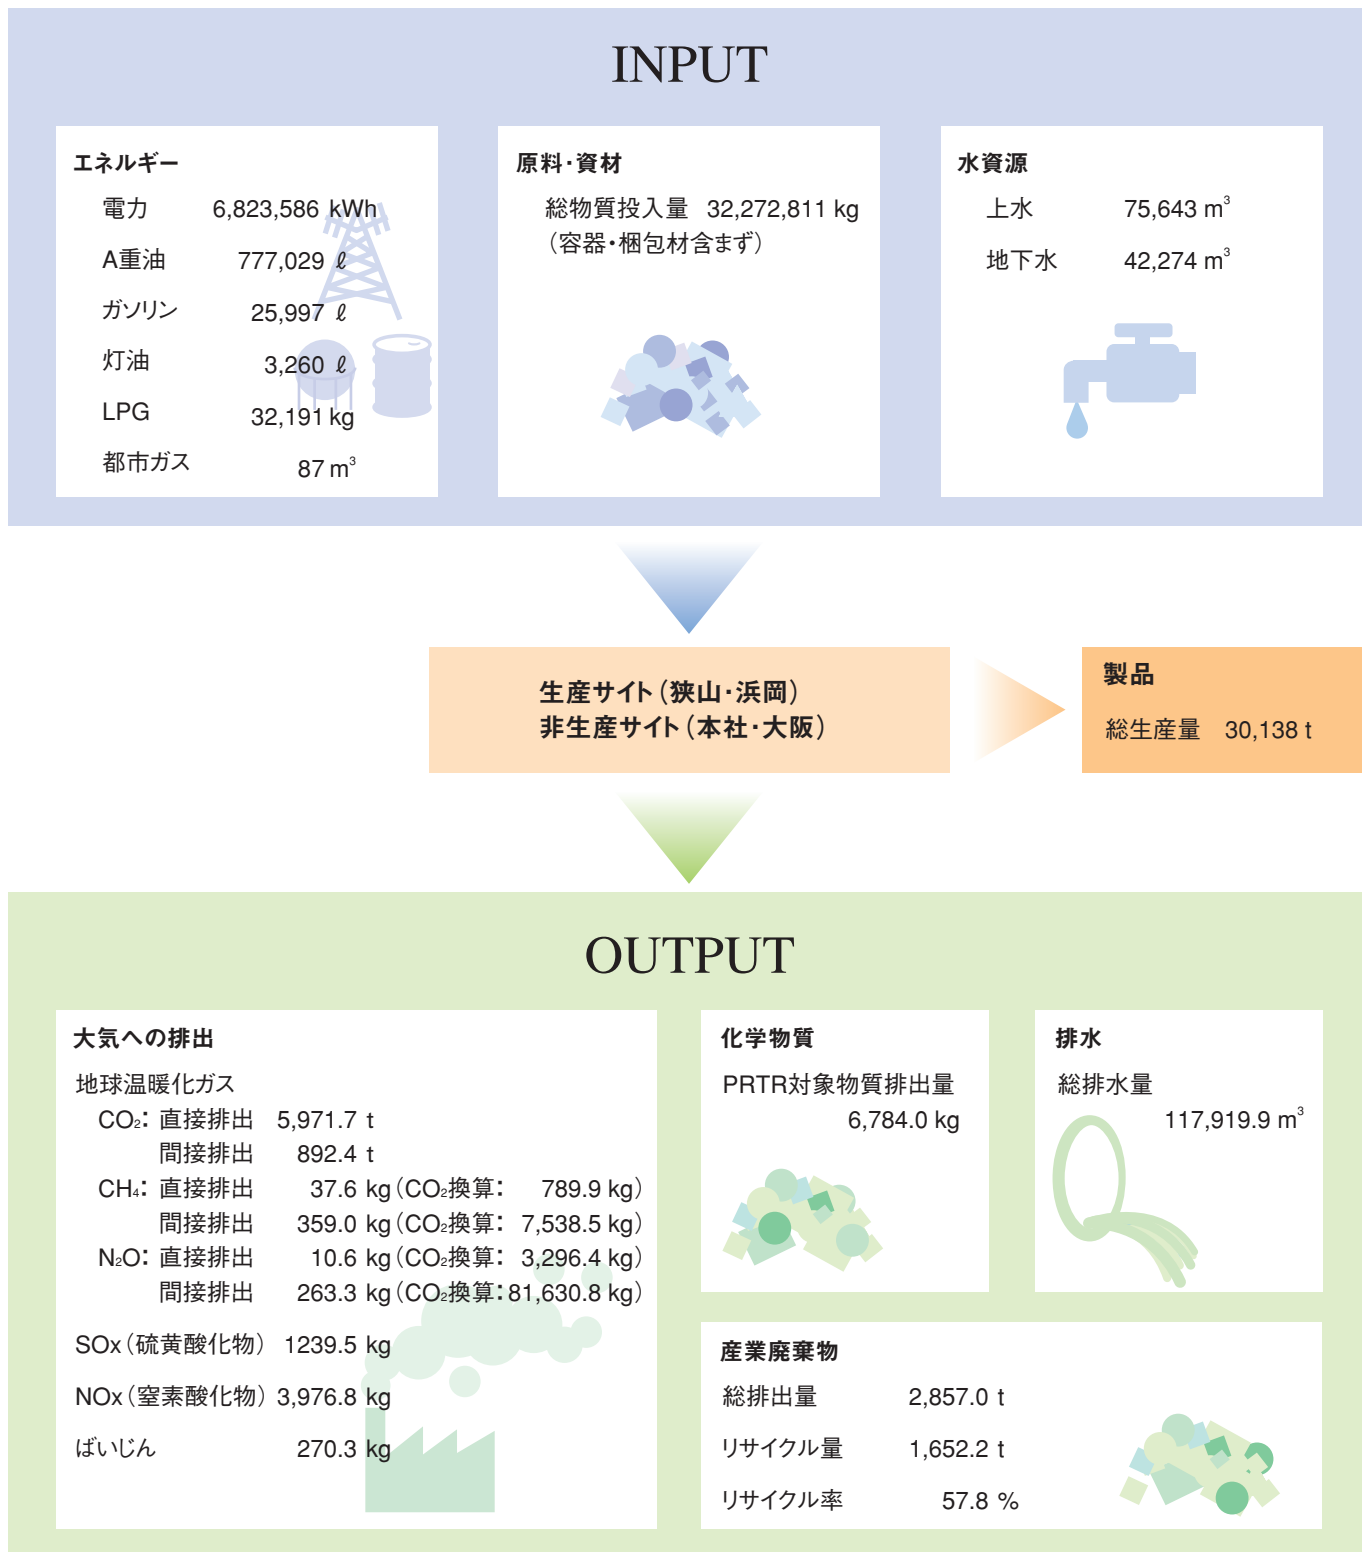 INPUT
エネルギー
電力 6,823,586 kWh
A重油 777,029 ℓ
ガソリン 25,997 ℓ
灯油 3,260 ℓ
LPG 32,191 kg
都市ガス 87 m³
原料・資材
総物質投入量 32,272,811 kg
（容器・梱包材含まず）
水資源
上水 75,643 m³
地下水 42,274 m³
生産サイト（狭山・浜岡）
非生産サイト（本社・大阪）
製品
総生産量 30,138 t
OUTPUT
大気への排出
地球温暖化ガス
CO₂：直接排出 5,971.7 t
間接排出 892.4 t
CH₄：直接排出 37.6 kg（CO₂換算： 789.9 kg）
間接排出 359.0 kg（CO₂換算： 7,538.5 kg）
N₂O：直接排出 10.6 kg（CO₂換算： 3,296.4 kg）
間接排出 263.3 kg（CO₂換算：81,630.8 kg）
SOx（硫黄酸化物） 1239.5 kg
NOx（窒素酸化物） 3,976.8 kg
ばいじん 270.3 kg
化学物質
PRTR対象物質排出量
6,784.0 kg
排水
総排水量
117,919.9 m³
産業廃棄物
総排出量 2,857.0 t
リサイクル量 1,652.2 t
リサイクル率 57.8 %